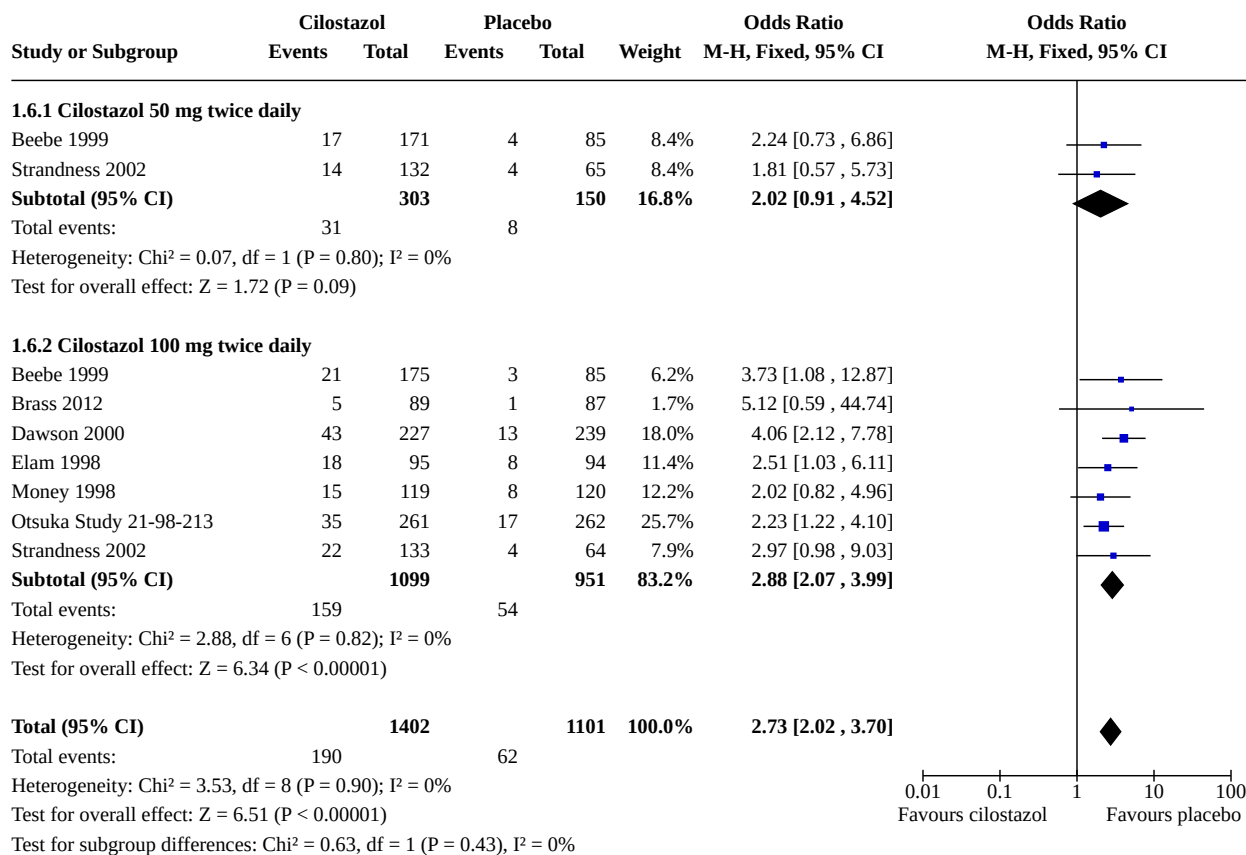 Cilostazol Placebo Odds Ratio Odds Ratio
Study or Subgroup Events Total Events Total Weight M-H, Fixed, 95% CI M-H, Fixed, 95% CI
1.6.1 Cilostazol 50 mg twice daily
Beebe 1999 17 171 4 85 8.4% 2.24 [0.73 , 6.86]
Strandness 2002 14 132 4 65 8.4% 1.81 [0.57 , 5.73]
Subtotal (95% CI) 303 150 16.8% 2.02 [0.91 , 4.52]
Total events: 31 8
Heterogeneity: Chi² = 0.07, df = 1 (P = 0.80); I² = 0%
Test for overall effect: Z = 1.72 (P = 0.09)
1.6.2 Cilostazol 100 mg twice daily
Beebe 1999 21 175 3 85 6.2% 3.73 [1.08 , 12.87]
Brass 2012 5 89 1 87 1.7% 5.12 [0.59 , 44.74]
Dawson 2000 43 227 13 239 18.0% 4.06 [2.12 , 7.78]
Elam 1998 18 95 8 94 11.4% 2.51 [1.03 , 6.11]
Money 1998 15 119 8 120 12.2% 2.02 [0.82 , 4.96]
Otsuka Study 21-98-213 35 261 17 262 25.7% 2.23 [1.22 , 4.10]
Strandness 2002 22 133 4 64 7.9% 2.97 [0.98 , 9.03]
Subtotal (95% CI) 1099 951 83.2% 2.88 [2.07 , 3.99]
Total events: 159 54
Heterogeneity: Chi² = 2.88, df = 6 (P = 0.82); I² = 0%
Test for overall effect: Z = 6.34 (P < 0.00001)
Total (95% CI) 1402 1101 100.0% 2.73 [2.02 , 3.70]
Total events: 190 62
Heterogeneity: Chi² = 3.53, df = 8 (P = 0.90); I² = 0%
0.01 0.1 1 10 100
Test for overall effect: Z = 6.51 (P < 0.00001)
Favours cilostazol Favours placebo
Test for subgroup differences: Chi² = 0.63, df = 1 (P = 0.43), I² = 0%